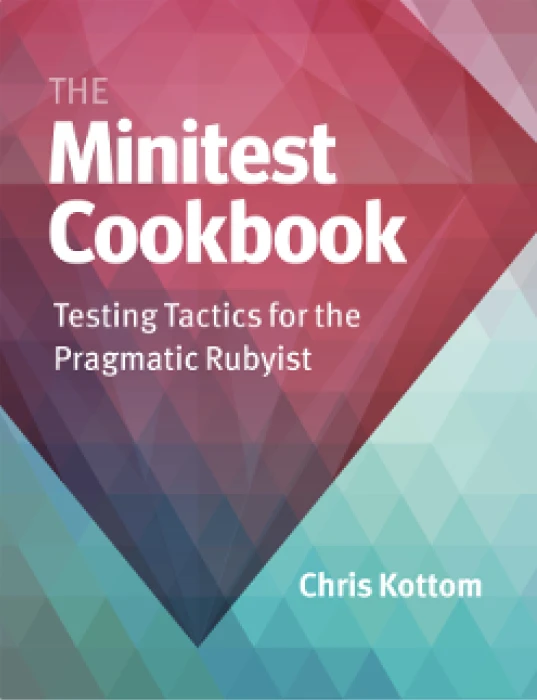 THE
Minitest
Cookbook
Testing Tactics for the
Pragmatic Rubyist
Chris Kottom